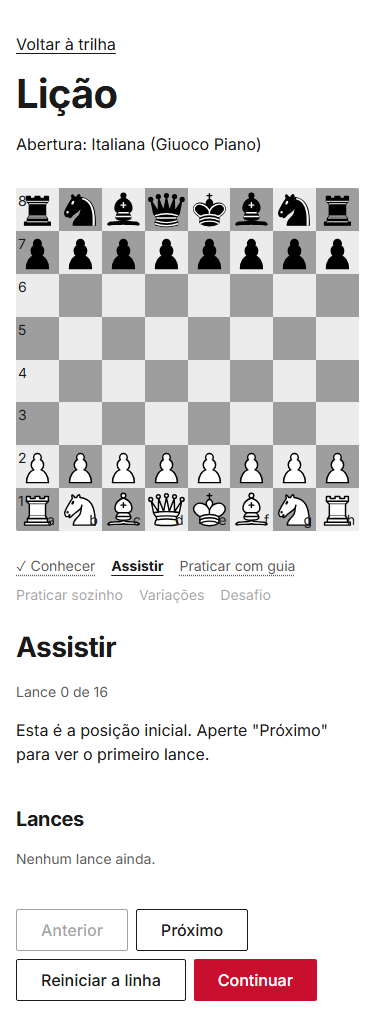 Voltar à trilha
Lição
Abertura: Italiana (Giuoco Piano)
8
7
6
5
4
3
2
1
a b c d e f g h
✓ Conhecer Assistir Praticar com guia
Praticar sozinho Variações Desafio
Assistir
Lance 0 de 16
Esta é a posição inicial. Aperte "Próximo"
para ver o primeiro lance.
Lances
Nenhum lance ainda.
Anterior Próximo
Reiniciar a linha Continuar